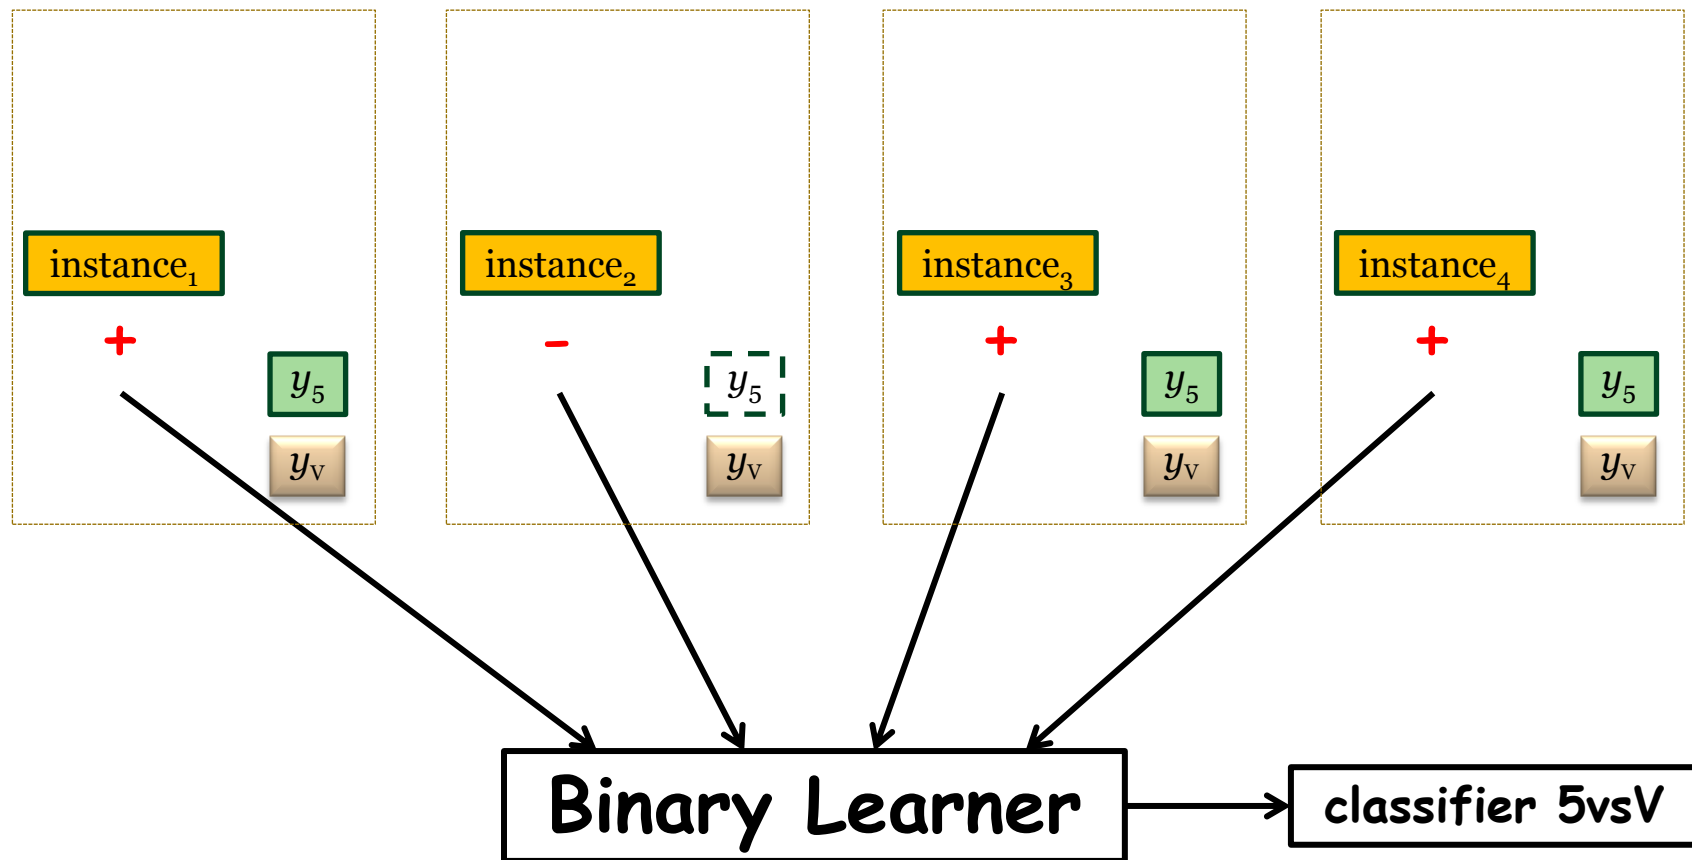 instance₁ instance₂ instance₃ instance₄
+ - + +
y₅ y₅ y₅ y₅
yᵥ yᵥ yᵥ yᵥ
Binary Learner
classifier 5vsV